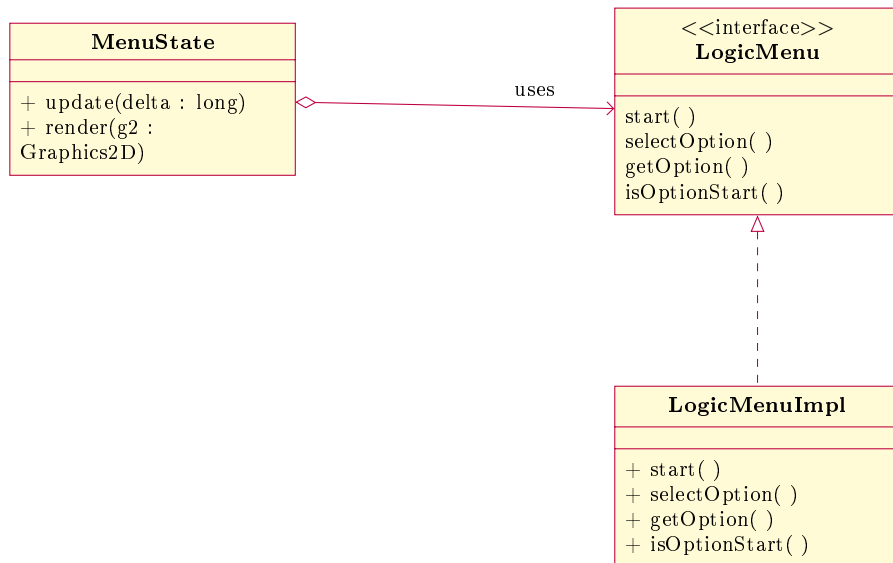 MenuState
+ update(delta : long)
+ render(g2 :
Graphics2D)
uses
<<interface>>
LogicMenu
start( )
selectOption( )
getOption( )
isOptionStart( )
LogicMenuImpl
+ start( )
+ selectOption( )
+ getOption( )
+ isOptionStart( )